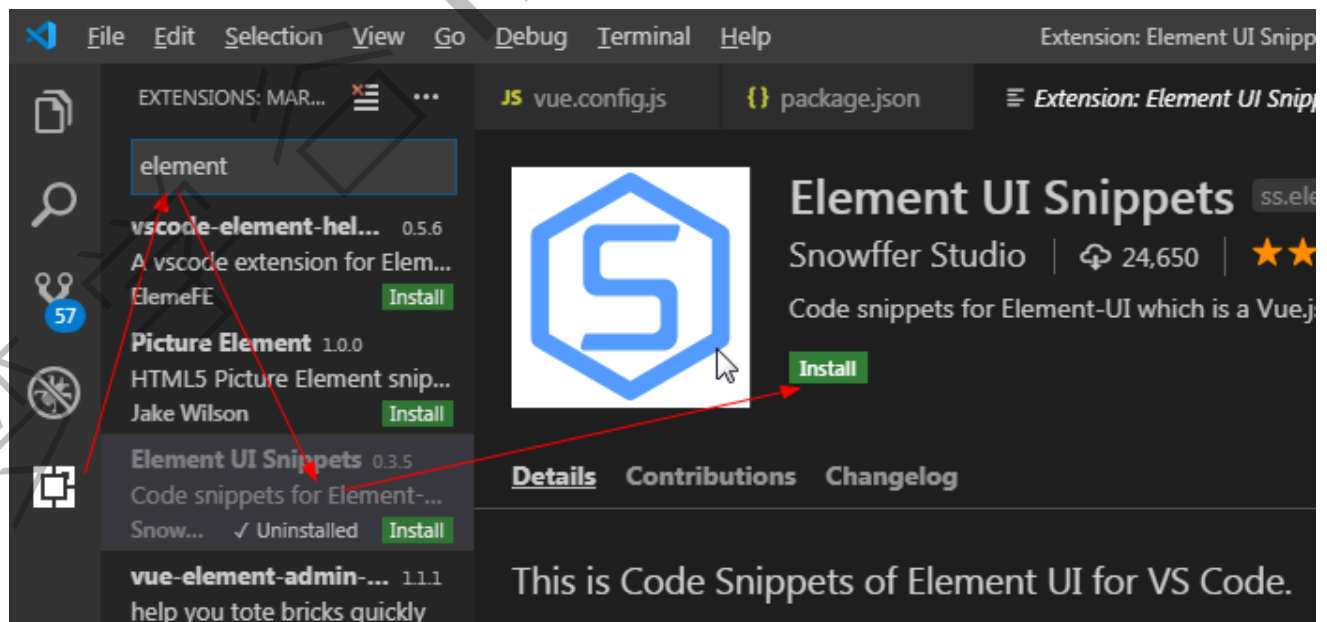 File Edit Selection View Go Debug Terminal Help Extension: Element UI Snipp
EXTENSIONS: MAR... ...
JS vue.config.js {} package.json Extension: Element UI Snipp
element
vscode-element-hel... 0.5.6
A vscode extension for Elem...
ElemeFE Install
Picture Element 1.0.0
HTML5 Picture Element snip...
Jake Wilson Install
Element UI Snippets 0.3.5
Code snippets for Element-...
Snow... ✓ Uninstalled Install
vue-element-admin-... 1.1.1
help you tote bricks quickly
57
Element UI Snippets ss.ele
Snowffer Studio 24,650 ★★
Code snippets for Element-UI which is a Vue.js
Install
Details Contributions Changelog
This is Code Snippets of Element UI for VS Code.